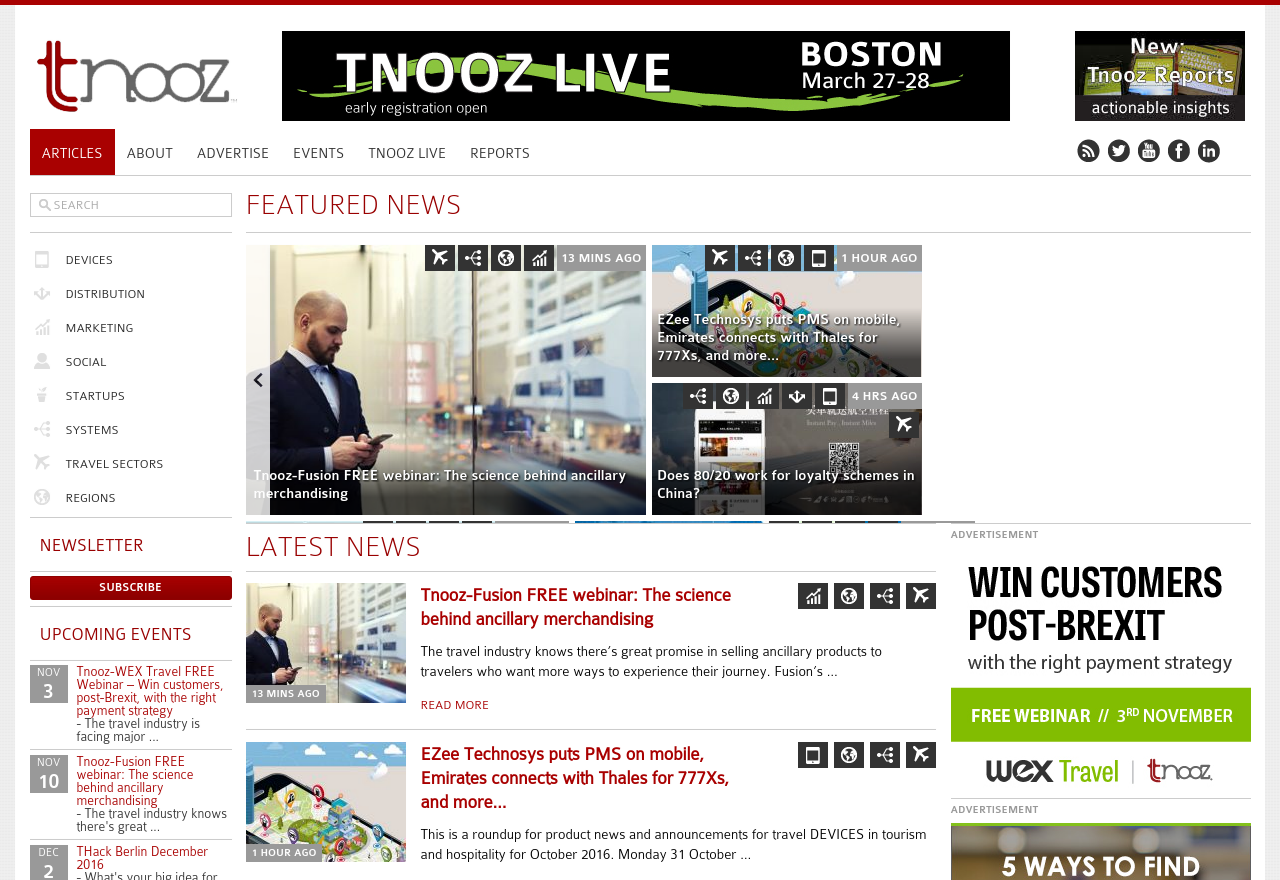 tnooz
TNOOZ LIVE
early registration open
BOSTON
March 27-28
New:
Tnooz Reports
actionable insights
ARTICLES
ABOUT
ADVERTISE
EVENTS
TNOOZ LIVE
REPORTS
You
Tube
SEARCH
DEVICES
DISTRIBUTION
MARKETING
SOCIAL
STARTUPS
SYSTEMS
TRAVEL SECTORS
REGIONS
NEWSLETTER
SUBSCRIBE
UPCOMING EVENTS
NOV
3
Tnooz-WEX Travel FREE
Webinar – Win customers,
post-Brexit, with the right
payment strategy
- The travel industry is
facing major ...
NOV
10
Tnooz-Fusion FREE
webinar: The science
behind ancillary
merchandising
- The travel industry knows
there's great ...
DEC
2
THack Berlin December
2016
- What's your big idea for
FEATURED NEWS
13 MINS AGO
Tnooz-Fusion FREE webinar: The science behind ancillary
merchandising
1 HOUR AGO
EZee Technosys puts PMS on mobile,
Emirates connects with Thales for
777Xs, and more...
4 HRS AGO
Instant Pay . Instant Miles
Does 80/20 work for loyalty schemes in
China?
LATEST NEWS
Tnooz-Fusion FREE webinar: The science
behind ancillary merchandising
The travel industry knows there's great promise in selling ancillary products to
travelers who want more ways to experience their journey. Fusion's ...
13 MINS AGO
READ MORE
EZee Technosys puts PMS on mobile,
Emirates connects with Thales for 777Xs,
and more...
This is a roundup for product news and announcements for travel DEVICES in tourism
and hospitality for October 2016. Monday 31 October ...
1 HOUR AGO
ADVERTISEMENT
WIN CUSTOMERS
POST-BREXIT
with the right payment strategy
FREE WEBINAR // 3RD NOVEMBER
wex Travel | tnooz
ADVERTISEMENT
5 WAYS TO FIND